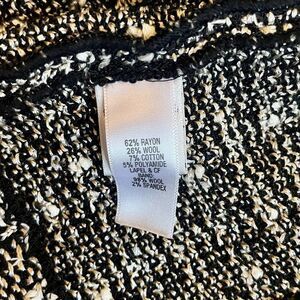 62% RAYON
26% WOOL
7% COTTON
5% POLYAMIDE
LAPEL & CF
BAND:
98% WOOL
2% SPANDEX